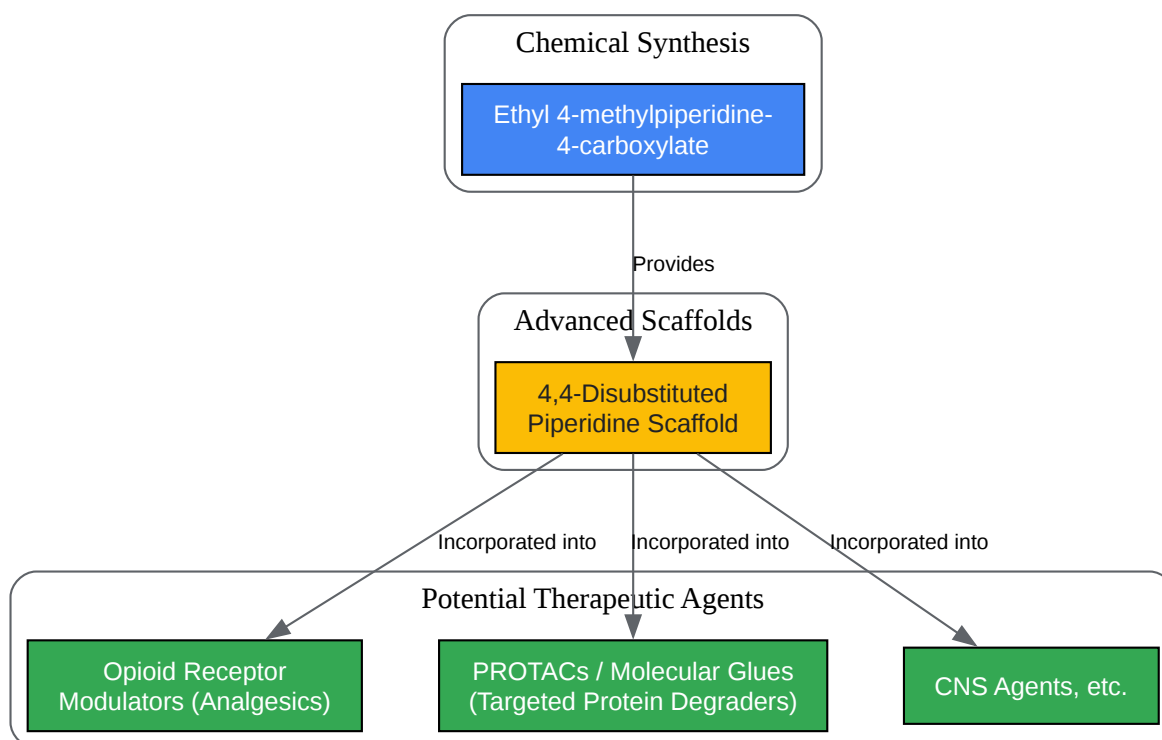 Chemical Synthesis
Ethyl 4-methylpiperidine-
4-carboxylate
Provides
Advanced Scaffolds
4,4-Disubstituted
Piperidine Scaffold
Incorporated into
Incorporated into
Incorporated into
Potential Therapeutic Agents
Opioid Receptor
Modulators (Analgesics)
PROTACs / Molecular Glues
(Targeted Protein Degraders)
CNS Agents, etc.